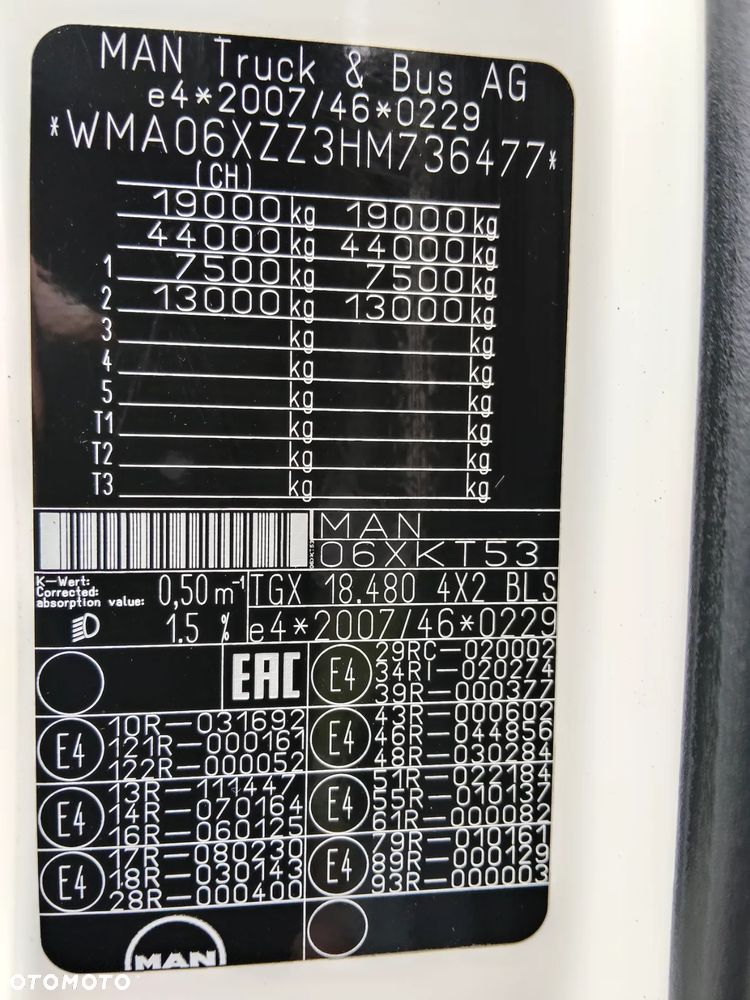 MAN Truck & Bus AG
e4*2007/46*0229
*WMA06XZZ3HM736477*
(CH)
19000 kg 19000 kg
44000 kg 44000 kg
1 7500 kg 7500 kg
2 13000 kg 13000 kg
3 kg kg
4 kg kg
5 kg kg
T1 kg kg
T2 kg kg
T3 kg kg
MAN
06XKT53
K-Wert:
Corrected
absorption value: 0,50 m⁻¹
TGX 18.480 4X2 BLS
1.5 %
e4*2007/46*0229
EAC
E4
29RC-020002
34RI-020274
39R-000377
E4
10R-031692
121R-000161
122R-000052
E4
43R-000602
46R-044856
48R-030284
E4
13R-111447
14R-070164
16R-060125
E4
51R-022184
55R-010137
61R-000082
E4
17R-080230
18R-030143
28R-000400
E4
79R-010161
89R-000129
93R-000003
MAN
OTOMOTO